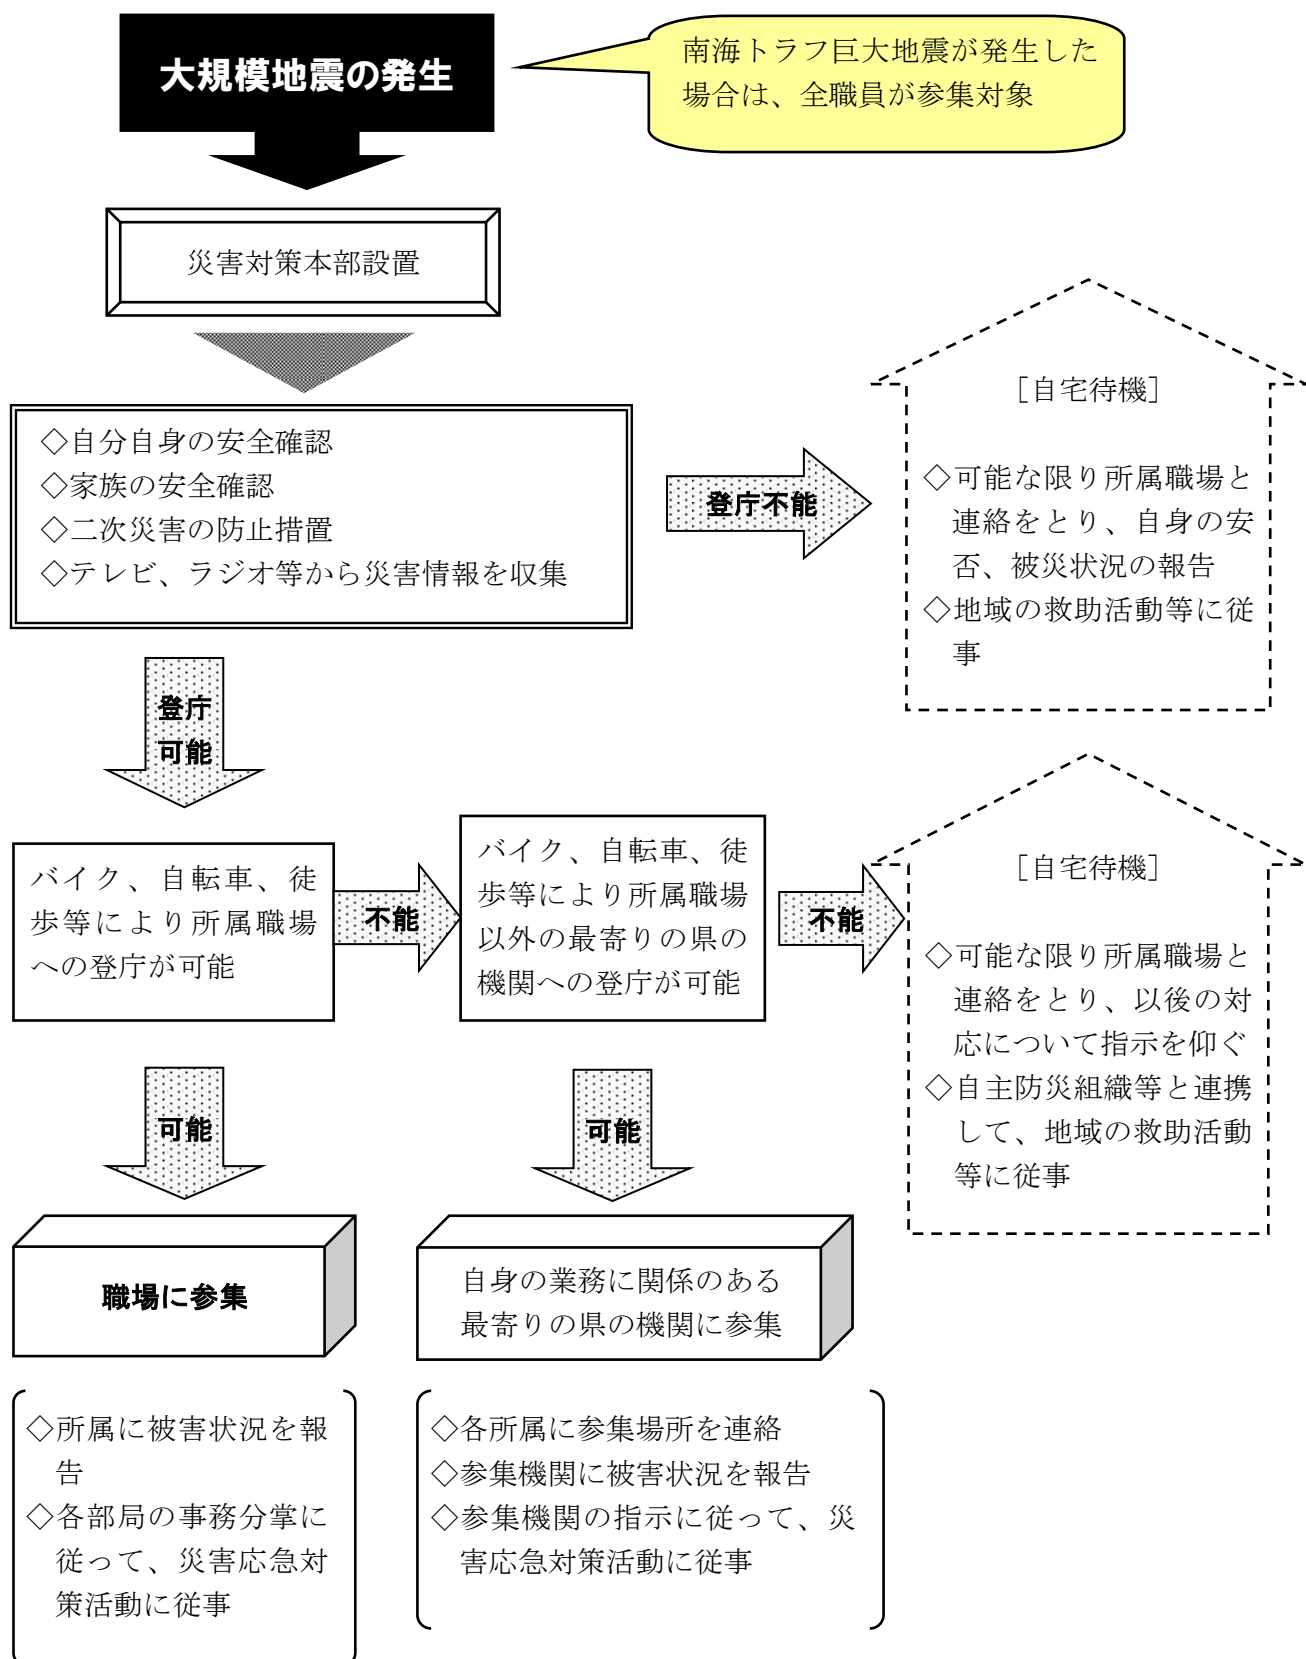 大規模地震の発生
南海トラフ巨大地震が発生した
場合は、全職員が参集対象
災害対策本部設置
◇自分自身の安全確認
◇家族の安全確認
◇二次災害の防止措置
◇テレビ、ラジオ等から災害情報を収集
登庁不能
［自宅待機］
◇可能な限り所属職場と
連絡をとり、自身の安
否、被災状況の報告
◇地域の救助活動等に従
事
登庁
可能
バイク、自転車、徒
歩等により所属職場
への登庁が可能
不能
バイク、自転車、徒
歩等により所属職場
以外の最寄りの県の
機関への登庁が可能
不能
［自宅待機］
◇可能な限り所属職場と
連絡をとり、以後の対
応について指示を仰ぐ
◇自主防災組織等と連携
して、地域の救助活動
等に従事
可能
可能
職場に参集
自身の業務に関係のある
最寄りの県の機関に参集
◇所属に被害状況を報
告
◇各部局の事務分掌に
従って、災害応急対
策活動に従事
◇各所属に参集場所を連絡
◇参集機関に被害状況を報告
◇参集機関の指示に従って、災
害応急対策活動に従事